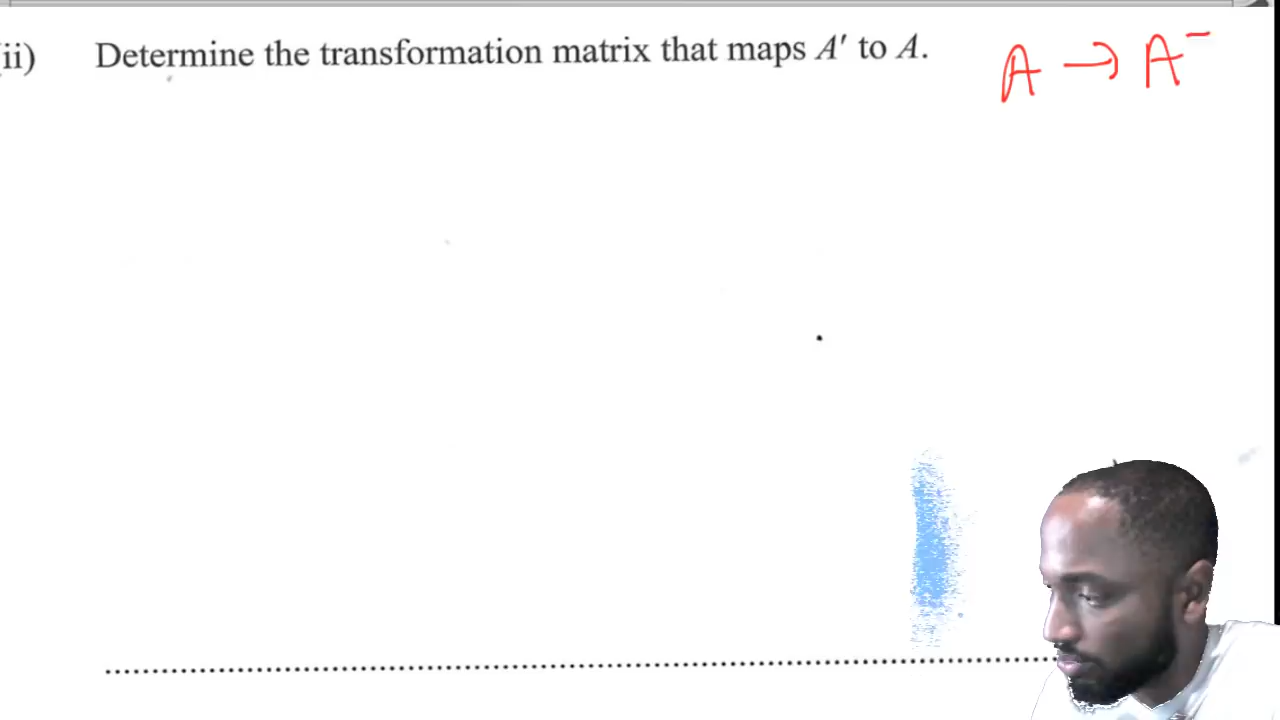 ii) Determine the transformation matrix that maps A′ to A. A → A⁻